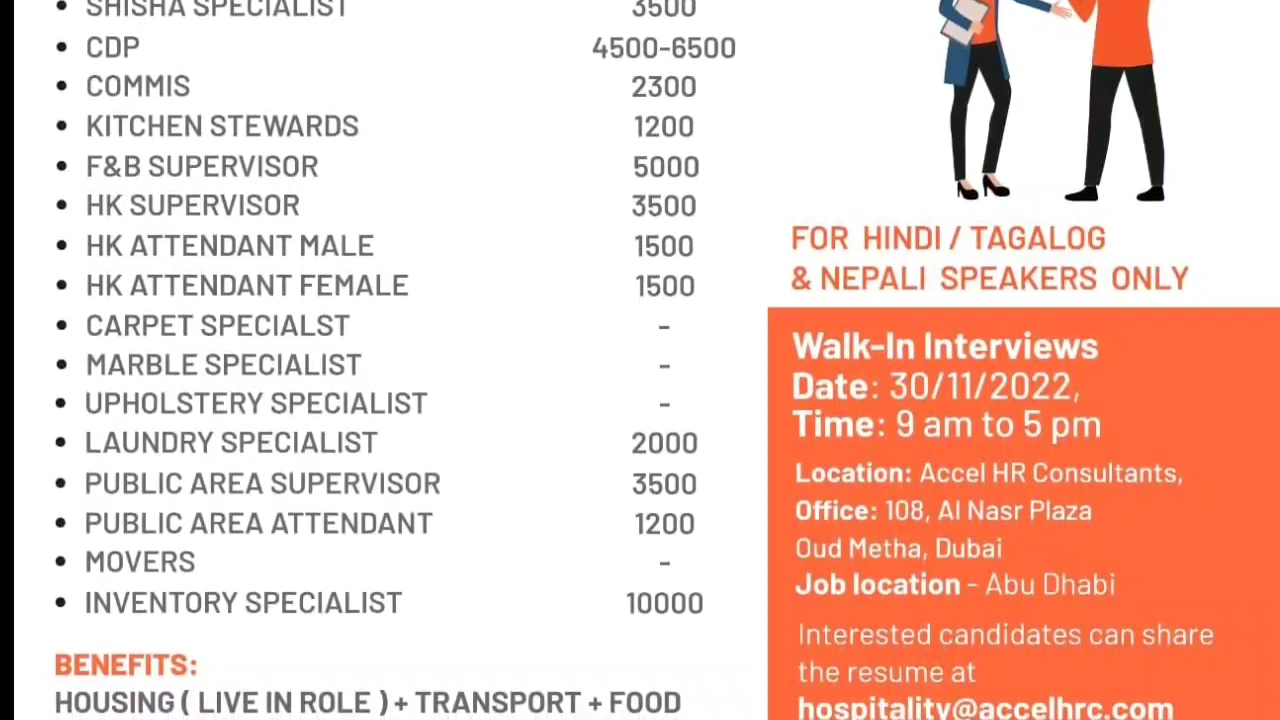 SHISHA SPECIALIST 3500
CDP 4500-6500
COMMIS 2300
KITCHEN STEWARDS 1200
F&B SUPERVISOR 5000
HK SUPERVISOR 3500
HK ATTENDANT MALE 1500
HK ATTENDANT FEMALE 1500
CARPET SPECIALST -
MARBLE SPECIALIST -
UPHOLSTERY SPECIALIST -
LAUNDRY SPECIALIST 2000
PUBLIC AREA SUPERVISOR 3500
PUBLIC AREA ATTENDANT 1200
MOVERS -
INVENTORY SPECIALIST 10000
BENEFITS:
HOUSING ( LIVE IN ROLE ) + TRANSPORT + FOOD
FOR HINDI / TAGALOG
& NEPALI SPEAKERS ONLY
Walk-In Interviews
Date: 30/11/2022,
Time: 9 am to 5 pm
Location: Accel HR Consultants,
Office: 108, Al Nasr Plaza
Oud Metha, Dubai
Job location - Abu Dhabi
Interested candidates can share
the resume at
hospitality@accelhrc.com